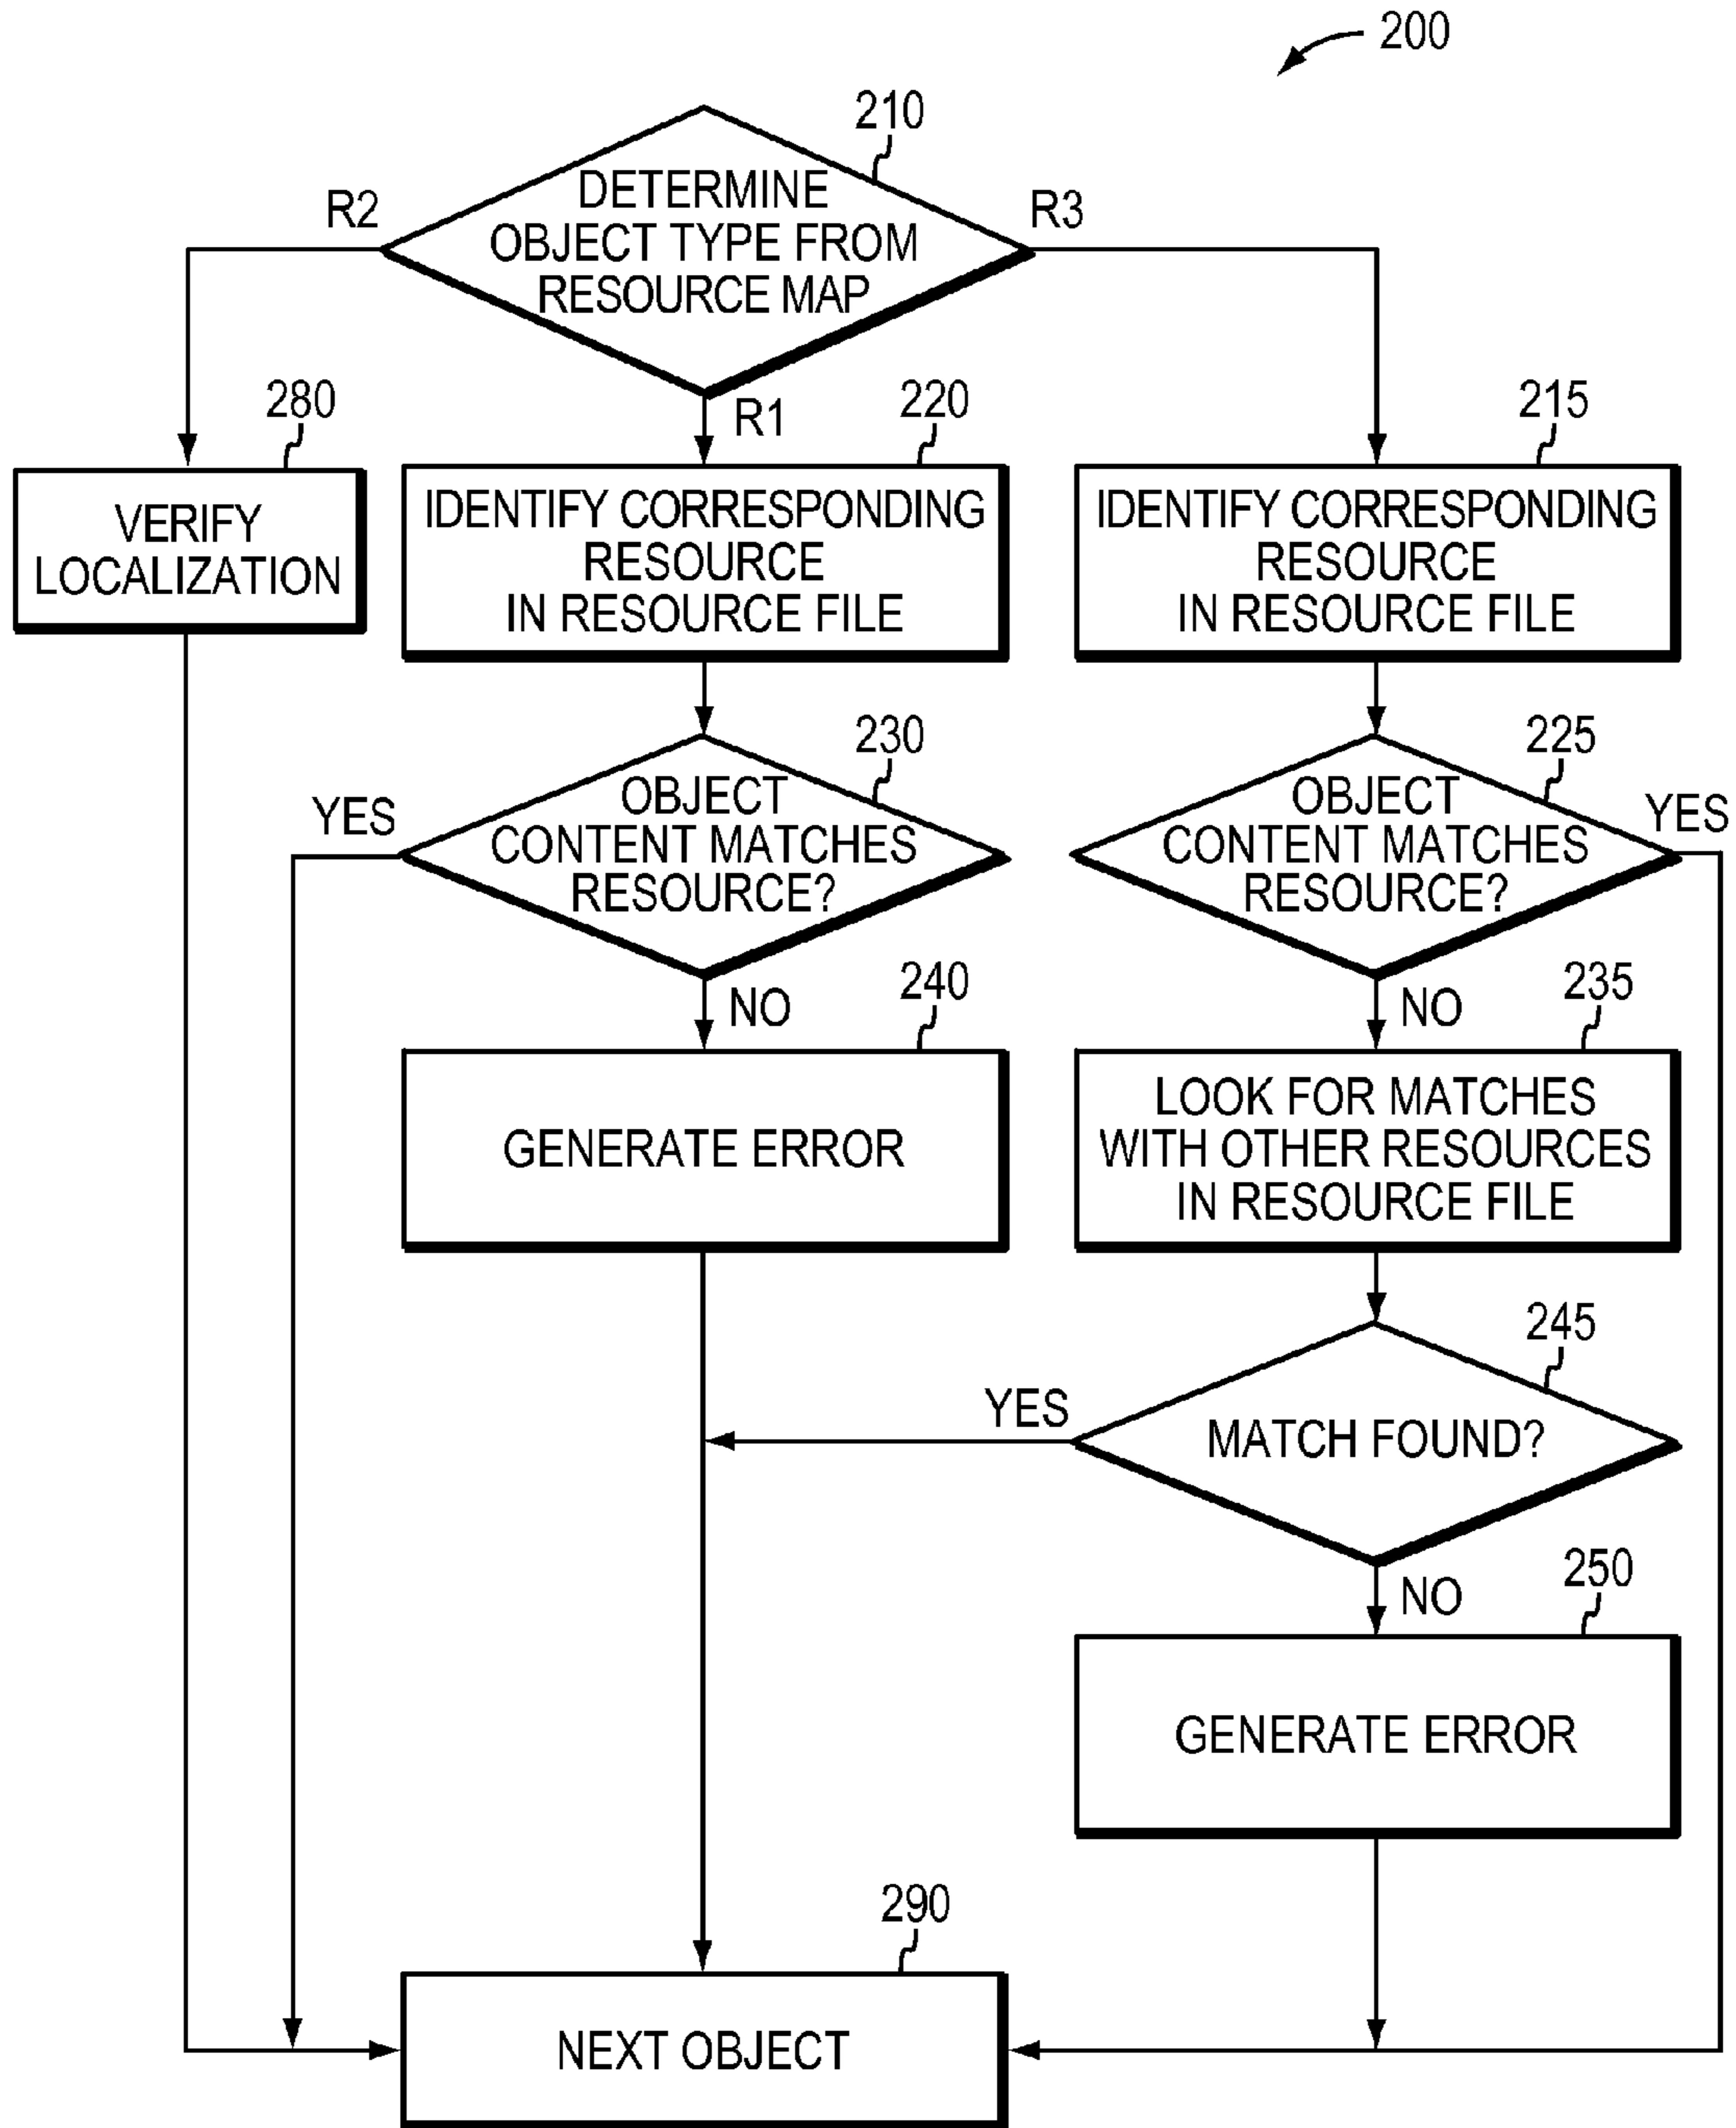 200
210
DETERMINE
OBJECT TYPE FROM
RESOURCE MAP
R2
R3
R1
280
VERIFY
LOCALIZATION
220
IDENTIFY CORRESPONDING
RESOURCE
IN RESOURCE FILE
215
IDENTIFY CORRESPONDING
RESOURCE
IN RESOURCE FILE
230
OBJECT
CONTENT MATCHES
RESOURCE?
YES
NO
225
OBJECT
CONTENT MATCHES
RESOURCE?
YES
NO
240
GENERATE ERROR
235
LOOK FOR MATCHES
WITH OTHER RESOURCES
IN RESOURCE FILE
245
MATCH FOUND?
YES
NO
250
GENERATE ERROR
290
NEXT OBJECT